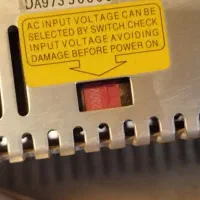 AC INPUT VOLTAGE CAN BE
SELECTED BY SWITCH CHECK
INPUT VOLTAGE AVOIDING
DAMAGE BEFORE POWER ON